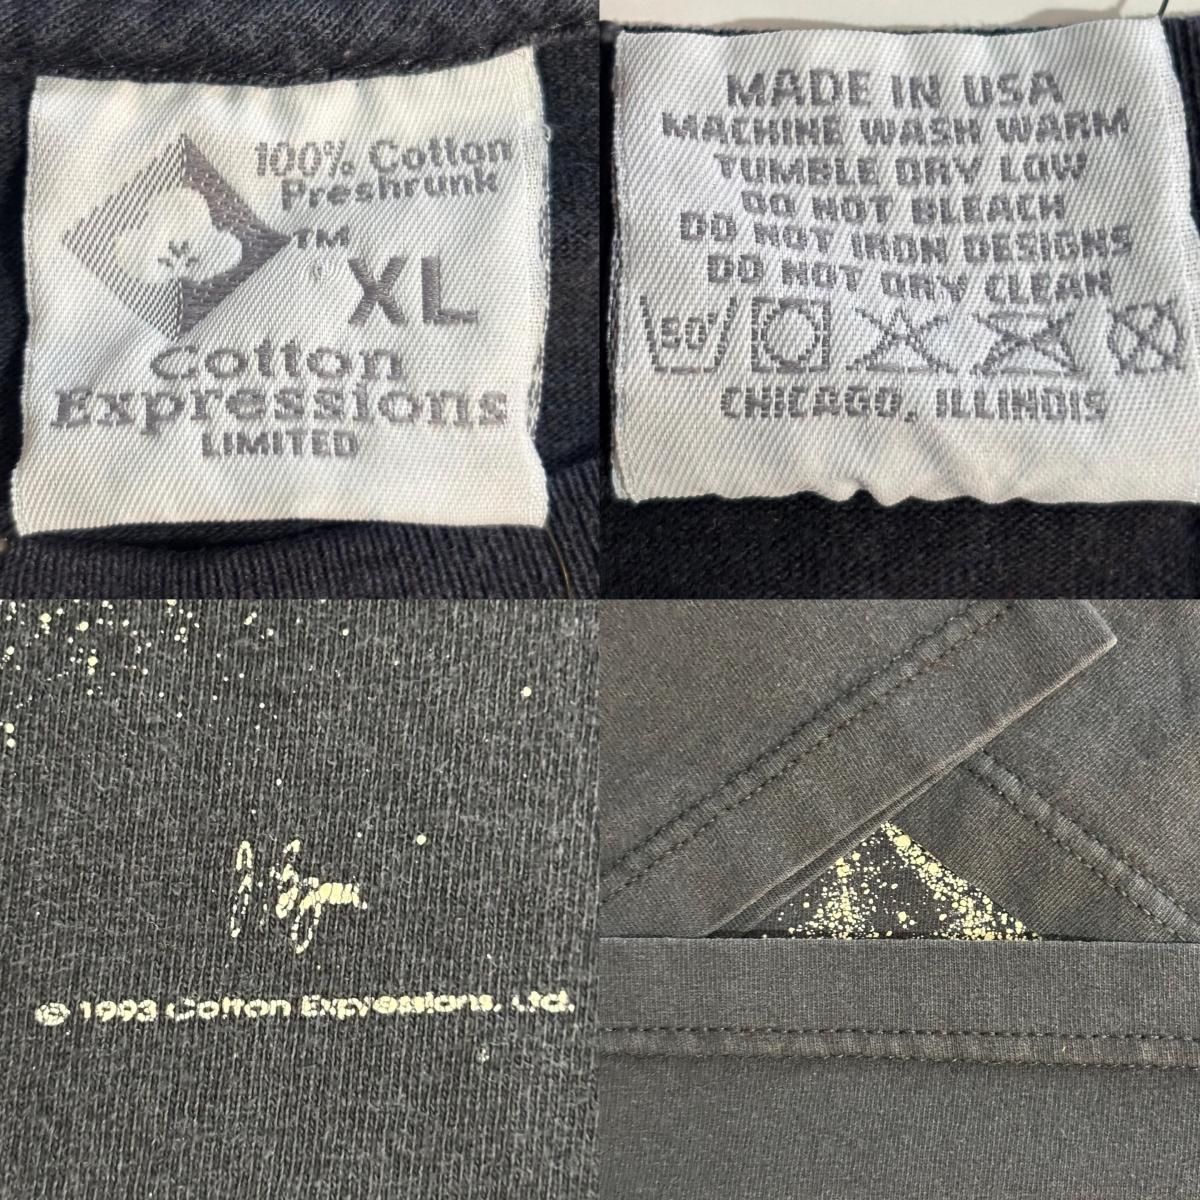 100% Cotton
Preshrunk
TM
XL
Cotton
Expressions
LIMITED
MADE IN USA
MACHINE WASH WARM
TUMBLE DRY LOW
DO NOT BLEACH
DO NOT IRON DESIGNS
DO NOT DRY CLEAN
50°
CHICAGO, ILLINOIS
© 1993 Cotton Expressions, Ltd.